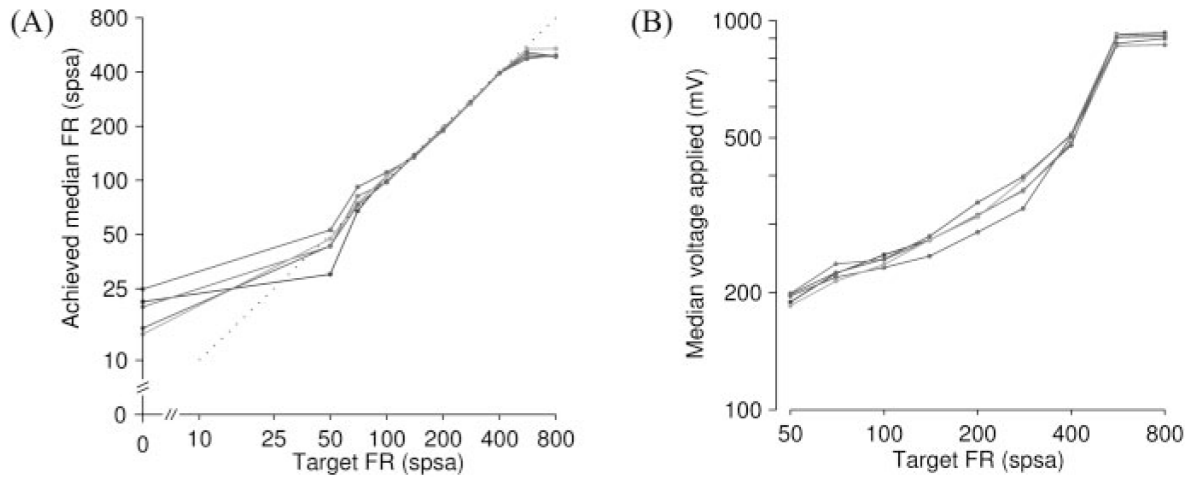 (A)
800
400
200
100
50
25
10
0
Achieved median FR (spsa)
0 10 25 50 100 200 400 800
Target FR (spsa)
(B)
1000
500
200
100
Median voltage applied (mV)
50 100 200 400 800
Target FR (spsa)